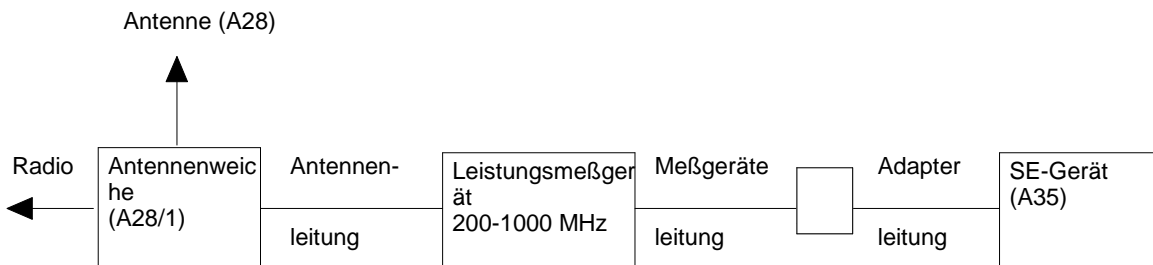 Antenne (A28)
Radio
Antennenweic
he
(A28/1)
Antennen-
leitung
Leistungsmeßger
ät
200-1000 MHz
Meßgeräte
leitung
Adapter
leitung
SE-Gerät
(A35)